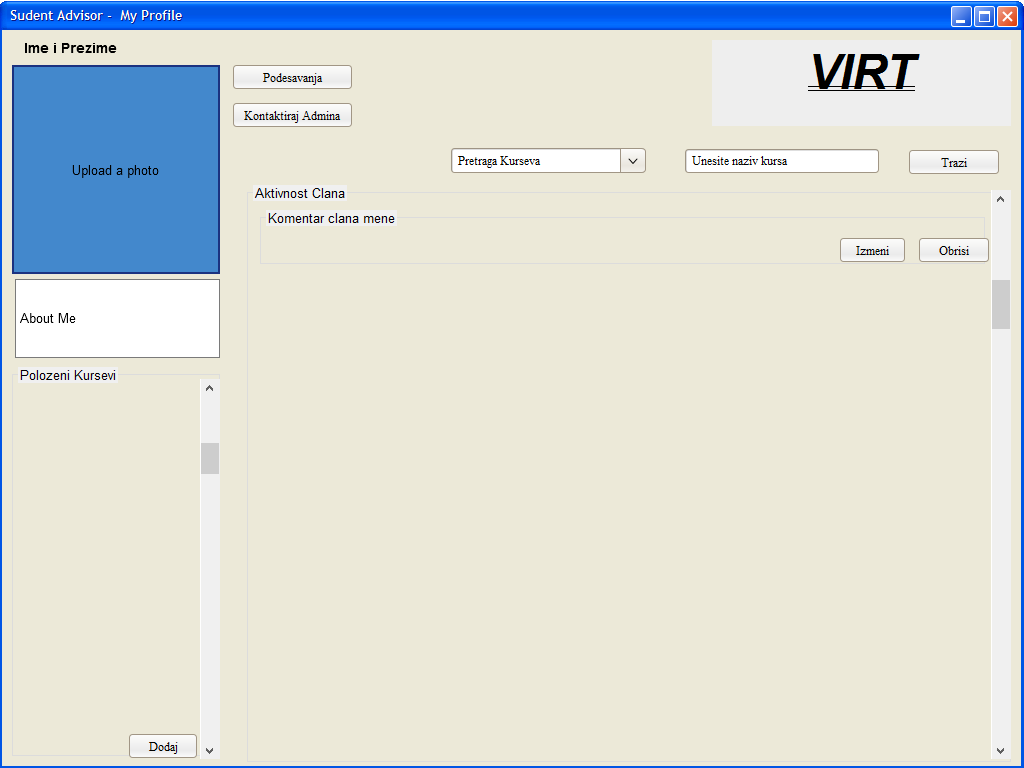 Sudent Advisor - My Profile
Ime i Prezime
VIRT
Podesavanja
Upload a photo
Kontaktiraj Admina
Pretraga Kurseva
Unesite naziv kursa
Trazi
Aktivnost Clana
Komentar clana mene
Izmeni
Obrisi
About Me
Polozeni Kursevi
Dodaj